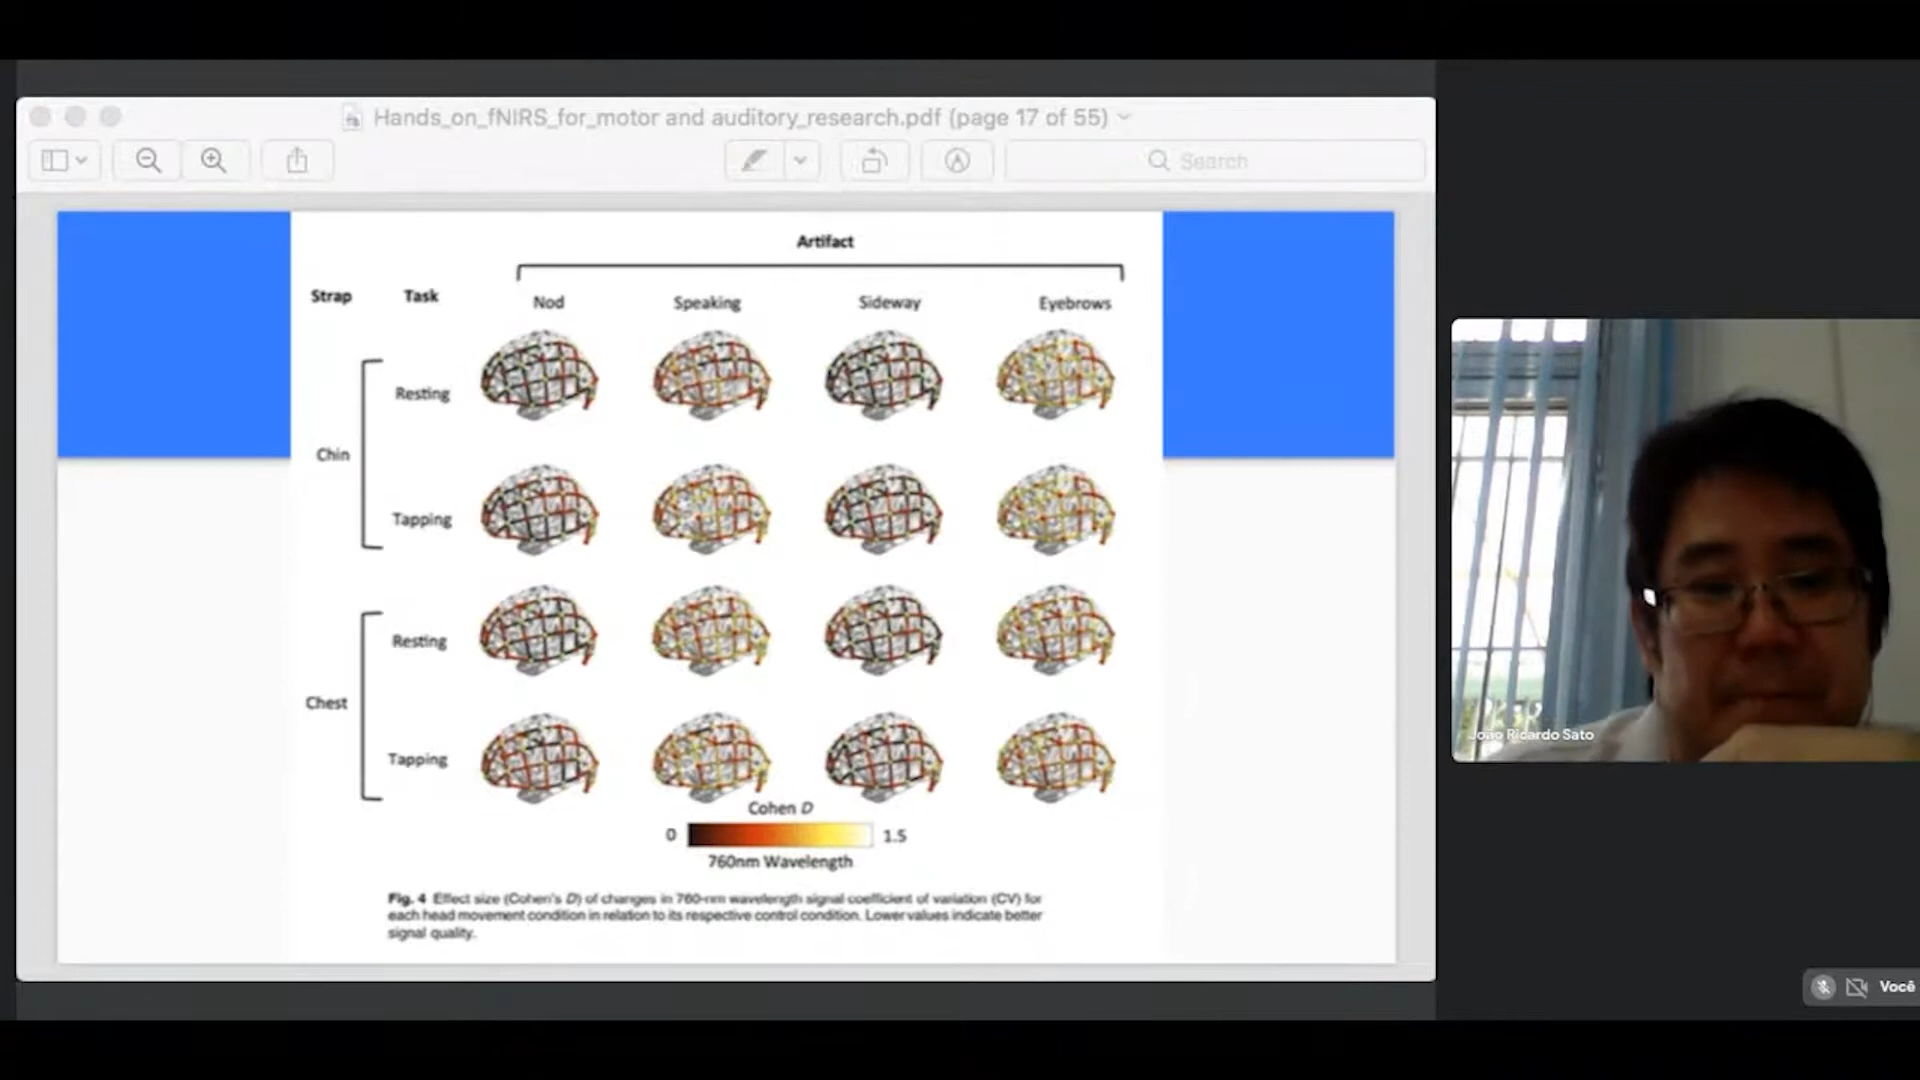 Hands_on_fNIRS_for_motor and auditory_research.pdf (page 17 of 55)
Search
Artifact
Strap Task
Nod Speaking Sideway Eyebrows
Resting
Chin
Tapping
Resting
Chest
Tapping
Cohen D
0 1.5
760nm Wavelength
Fig. 4 Effect size (Cohen's D) of changes in 760-nm wavelength signal coefficient of variation (CV) for
each head movement condition in relation to its respective control condition. Lower values indicate better
signal quality.
João Ricardo Sato
Você